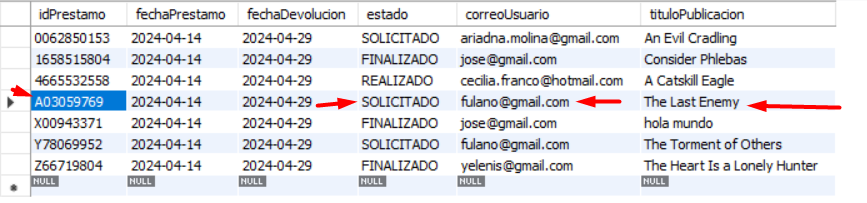 idPrestamo fechaPrestamo fechaDevolucion estado correoUsuario tituloPublicacion
0062850153 2024-04-14 2024-04-29 SOLICITADO ariadna.molina@gmail.com An Evil Cradling
1658515804 2024-04-14 2024-04-29 FINALIZADO jose@gmail.com Consider Phlebas
4665532558 2024-04-14 2024-04-29 REALIZADO cecilia.franco@hotmail.com A Catskill Eagle
A03059769 2024-04-14 2024-04-29 SOLICITADO fulano@gmail.com The Last Enemy
X00943371 2024-04-14 2024-04-29 FINALIZADO jose@gmail.com hola mundo
Y78069952 2024-04-14 2024-04-29 SOLICITADO fulano@gmail.com The Torment of Others
Z66719804 2024-04-14 2024-04-29 FINALIZADO yelenis@gmail.com The Heart Is a Lonely Hunter
NULL NULL NULL NULL NULL NULL